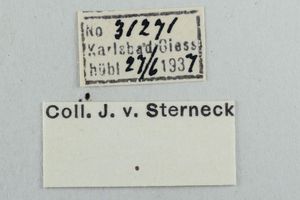 No 31271
Karlsbad Giess
hübl 27/6 1937
Coll. J. v. Sterneck